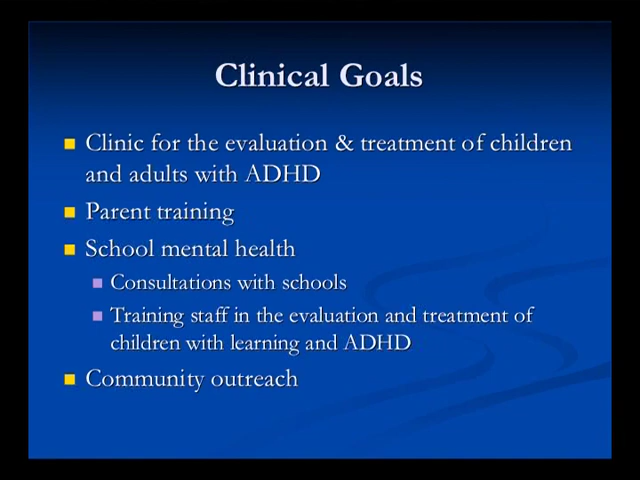 Clinical Goals
Clinic for the evaluation & treatment of children
and adults with ADHD
Parent training
School mental health
Consultations with schools
Training staff in the evaluation and treatment of
children with learning and ADHD
Community outreach